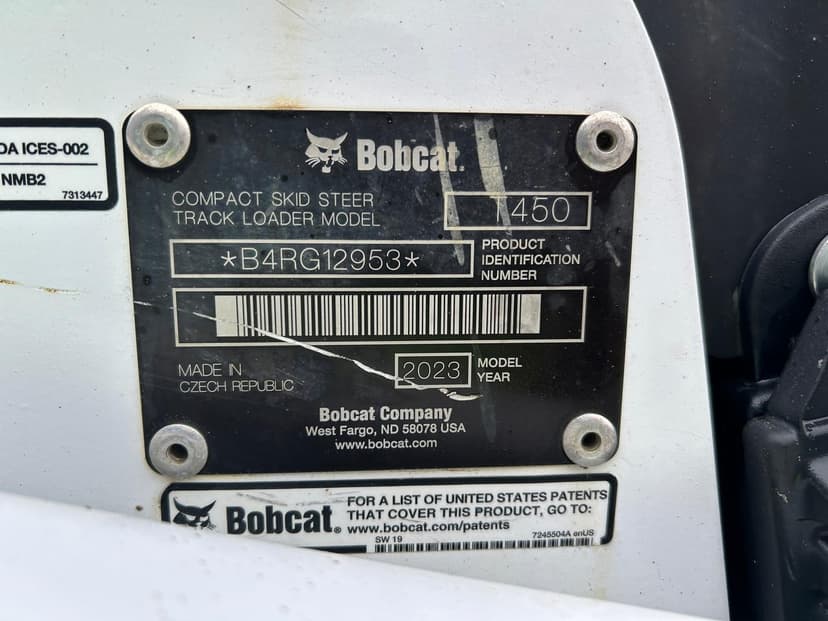 DA ICES-002
NMB2
7313447
Bobcat.
COMPACT SKID STEER
TRACK LOADER MODEL
T450
*B4RG12953*
PRODUCT
IDENTIFICATION
NUMBER
MADE IN
CZECH REPUBLIC
2023
MODEL
YEAR
Bobcat Company
West Fargo, ND 58078 USA
www.bobcat.com
Bobcat®
FOR A LIST OF UNITED STATES PATENTS
THAT COVER THIS PRODUCT, GO TO:
www.bobcat.com/patents
SW 19
7245504A enUS